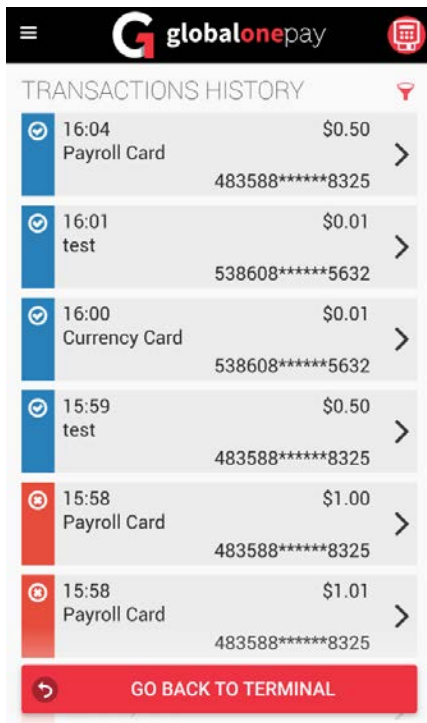 globalonepay
TRANSACTIONS HISTORY
16:04 $0.50
Payroll Card
483588******8325
16:01 $0.01
test
538608******5632
16:00 $0.01
Currency Card
538608******5632
15:59 $0.50
test
483588******8325
15:58 $1.00
Payroll Card
483588******8325
15:58 $1.01
Payroll Card
483588******8325
GO BACK TO TERMINAL